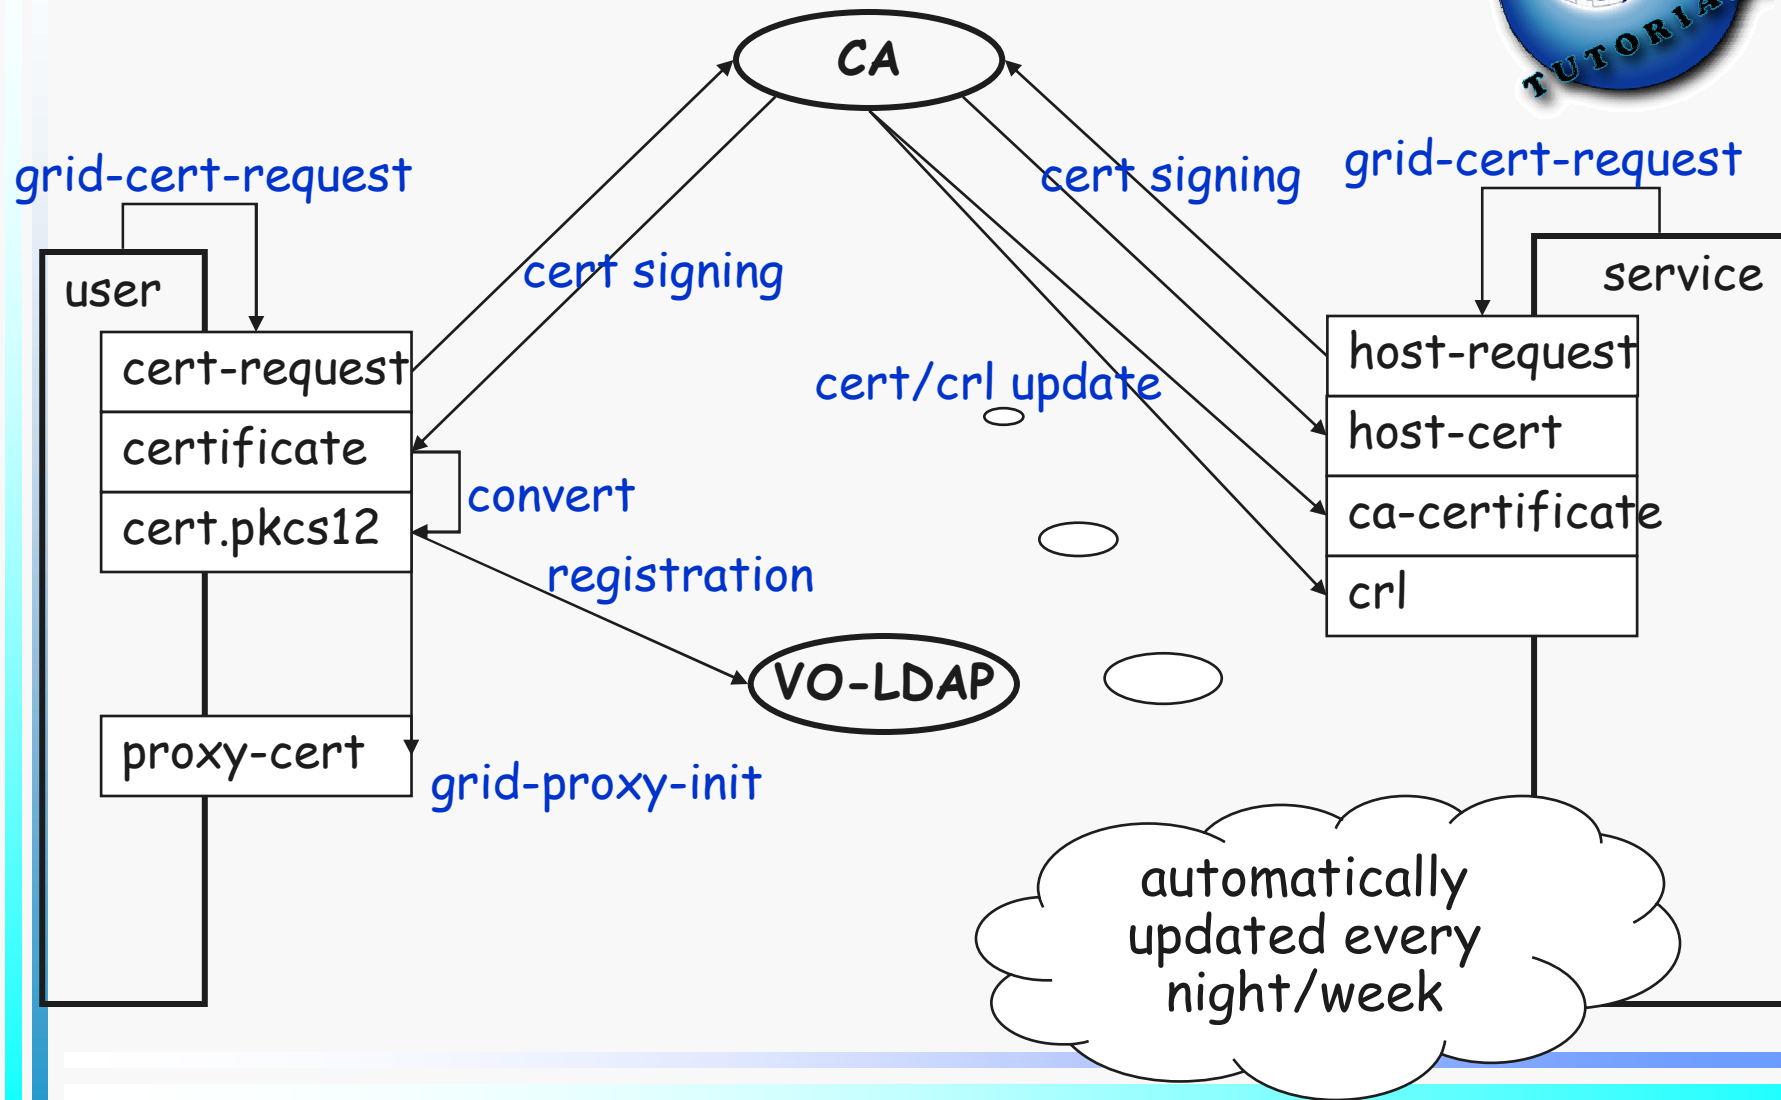 CA
TUTORIA
grid-cert-request
cert signing
grid-cert-request
user
cert signing
service
cert-request
host-request
cert/crl update
certificate
host-cert
convert
cert.pkcs12
ca-certificate
registration
crl
VO-LDAP
proxy-cert
grid-proxy-init
automatically
updated every
night/week